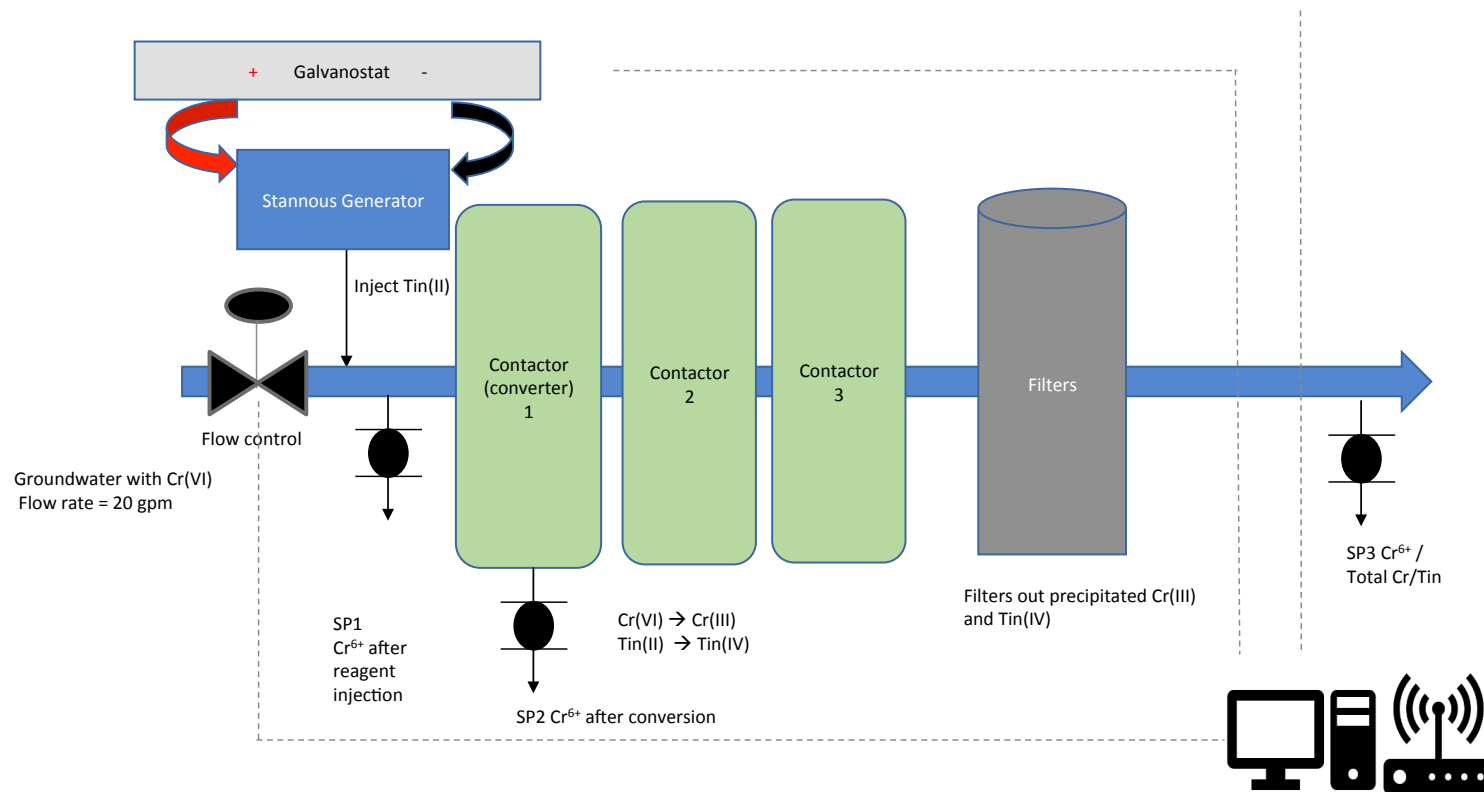 + Galvanostat -
Stannous Generator
Inject Tin(II)
Contactor
(converter)
1
Contactor
2
Contactor
3
Filters
Flow control
Groundwater with Cr(VI)
Flow rate = 20 gpm
SP1
Cr⁶⁺ after
reagent
injection
SP2 Cr⁶⁺ after conversion
Cr(VI) → Cr(III)
Tin(II) → Tin(IV)
Filters out precipitated Cr(III)
and Tin(IV)
SP3 Cr⁶⁺ /
Total Cr/Tin